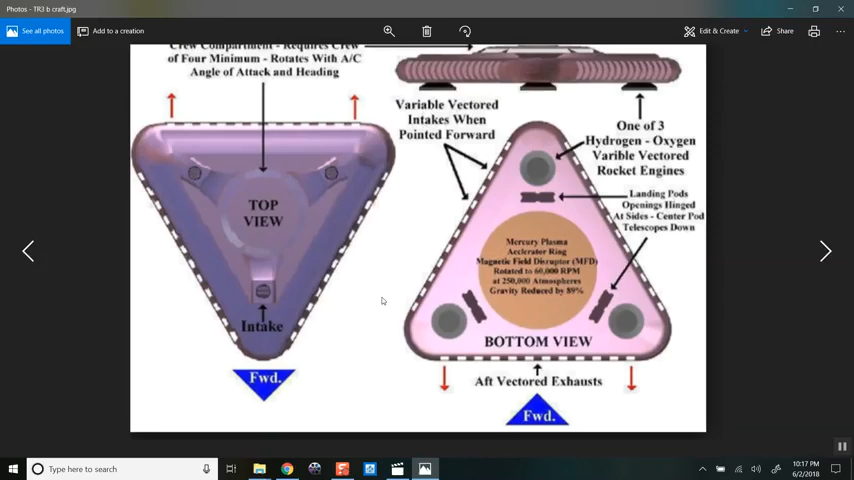 Photos - TR3 b craft.jpg
See all photos
Add to a creation
Edit & Create
Share
Crew Compartment - Requires Crew
of Four Minimum - Rotates With A/C
Angle of Attack and Heading
TOP
VIEW
Intake
Fwd.
Variable Vectored
Intakes When
Pointed Forward
One of 3
Hydrogen - Oxygen
Varible Vectored
Rocket Engines
Landing Pods
Openings Hinged
At Sides - Center Pod
Telescopes Down
Mercury Plasma
Acclerator Ring
Magnetic Field Disruptor (MFD)
Rotated to 60,000 RPM
at 250,000 Atmospheres
Gravity Reduced by 89%
BOTTOM VIEW
Aft Vectored Exhausts
Fwd.
Type here to search
10:17 PM
6/2/2018